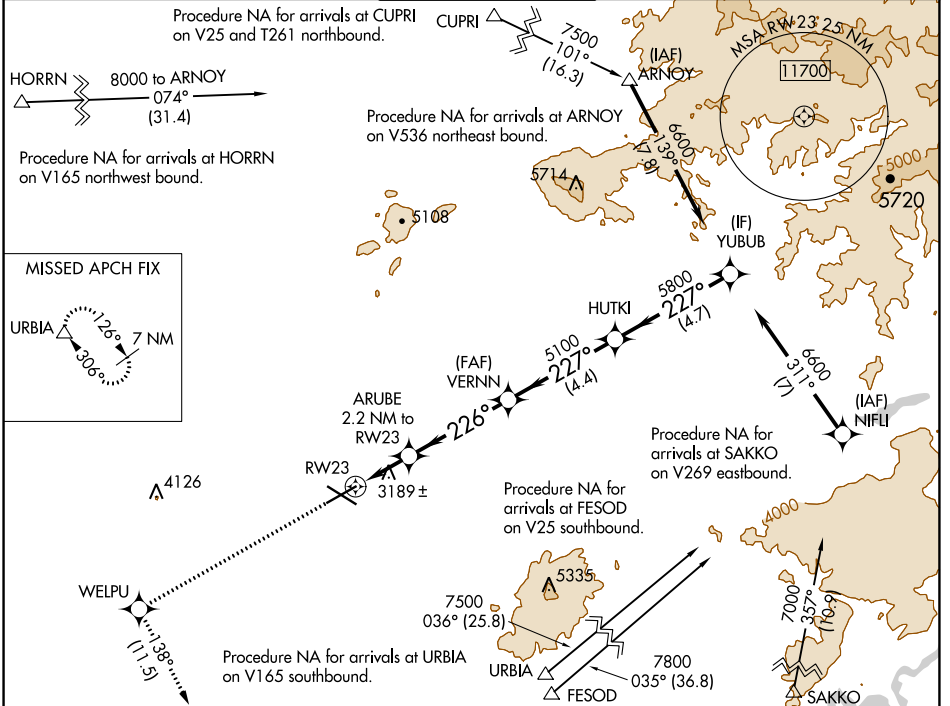 Procedure NA for arrivals at CUPRI
on V25 and T261 northbound.
CUPRI
7500
101°
(16.3)
(IAF)
ARNOY
MSA RW 23 25 NM
11700
HORRN
8000 to ARNOY
074°
(31.4)
Procedure NA for arrivals at ARNOY
on V536 northeast bound.
6600
139°
(7.8)
Procedure NA for arrivals at HORRN
on V165 northwest bound.
5714
5000
5720
5108
(IF)
YUBUB
MISSED APCH FIX
URBIA
126°
7 NM
306°
5800
227°
(4.7)
HUTKI
5100
227°
(4.4)
(FAF)
VERNN
6600
311°
(7)
(IAF)
NIFLI
ARUBE
2.2 NM to
RW23
226°
RW23
3189 ±
4126
Procedure NA for
arrivals at SAKKO
on V269 eastbound.
Procedure NA for
arrivals at FESOD
on V25 southbound.
4000
5335
WELPU
7500
036° (25.8)
7000
357°
(10.9)
138°
(11.5)
Procedure NA for arrivals at URBIA
on V165 southbound.
URBIA
7800
035° (36.8)
FESOD
SAKKO